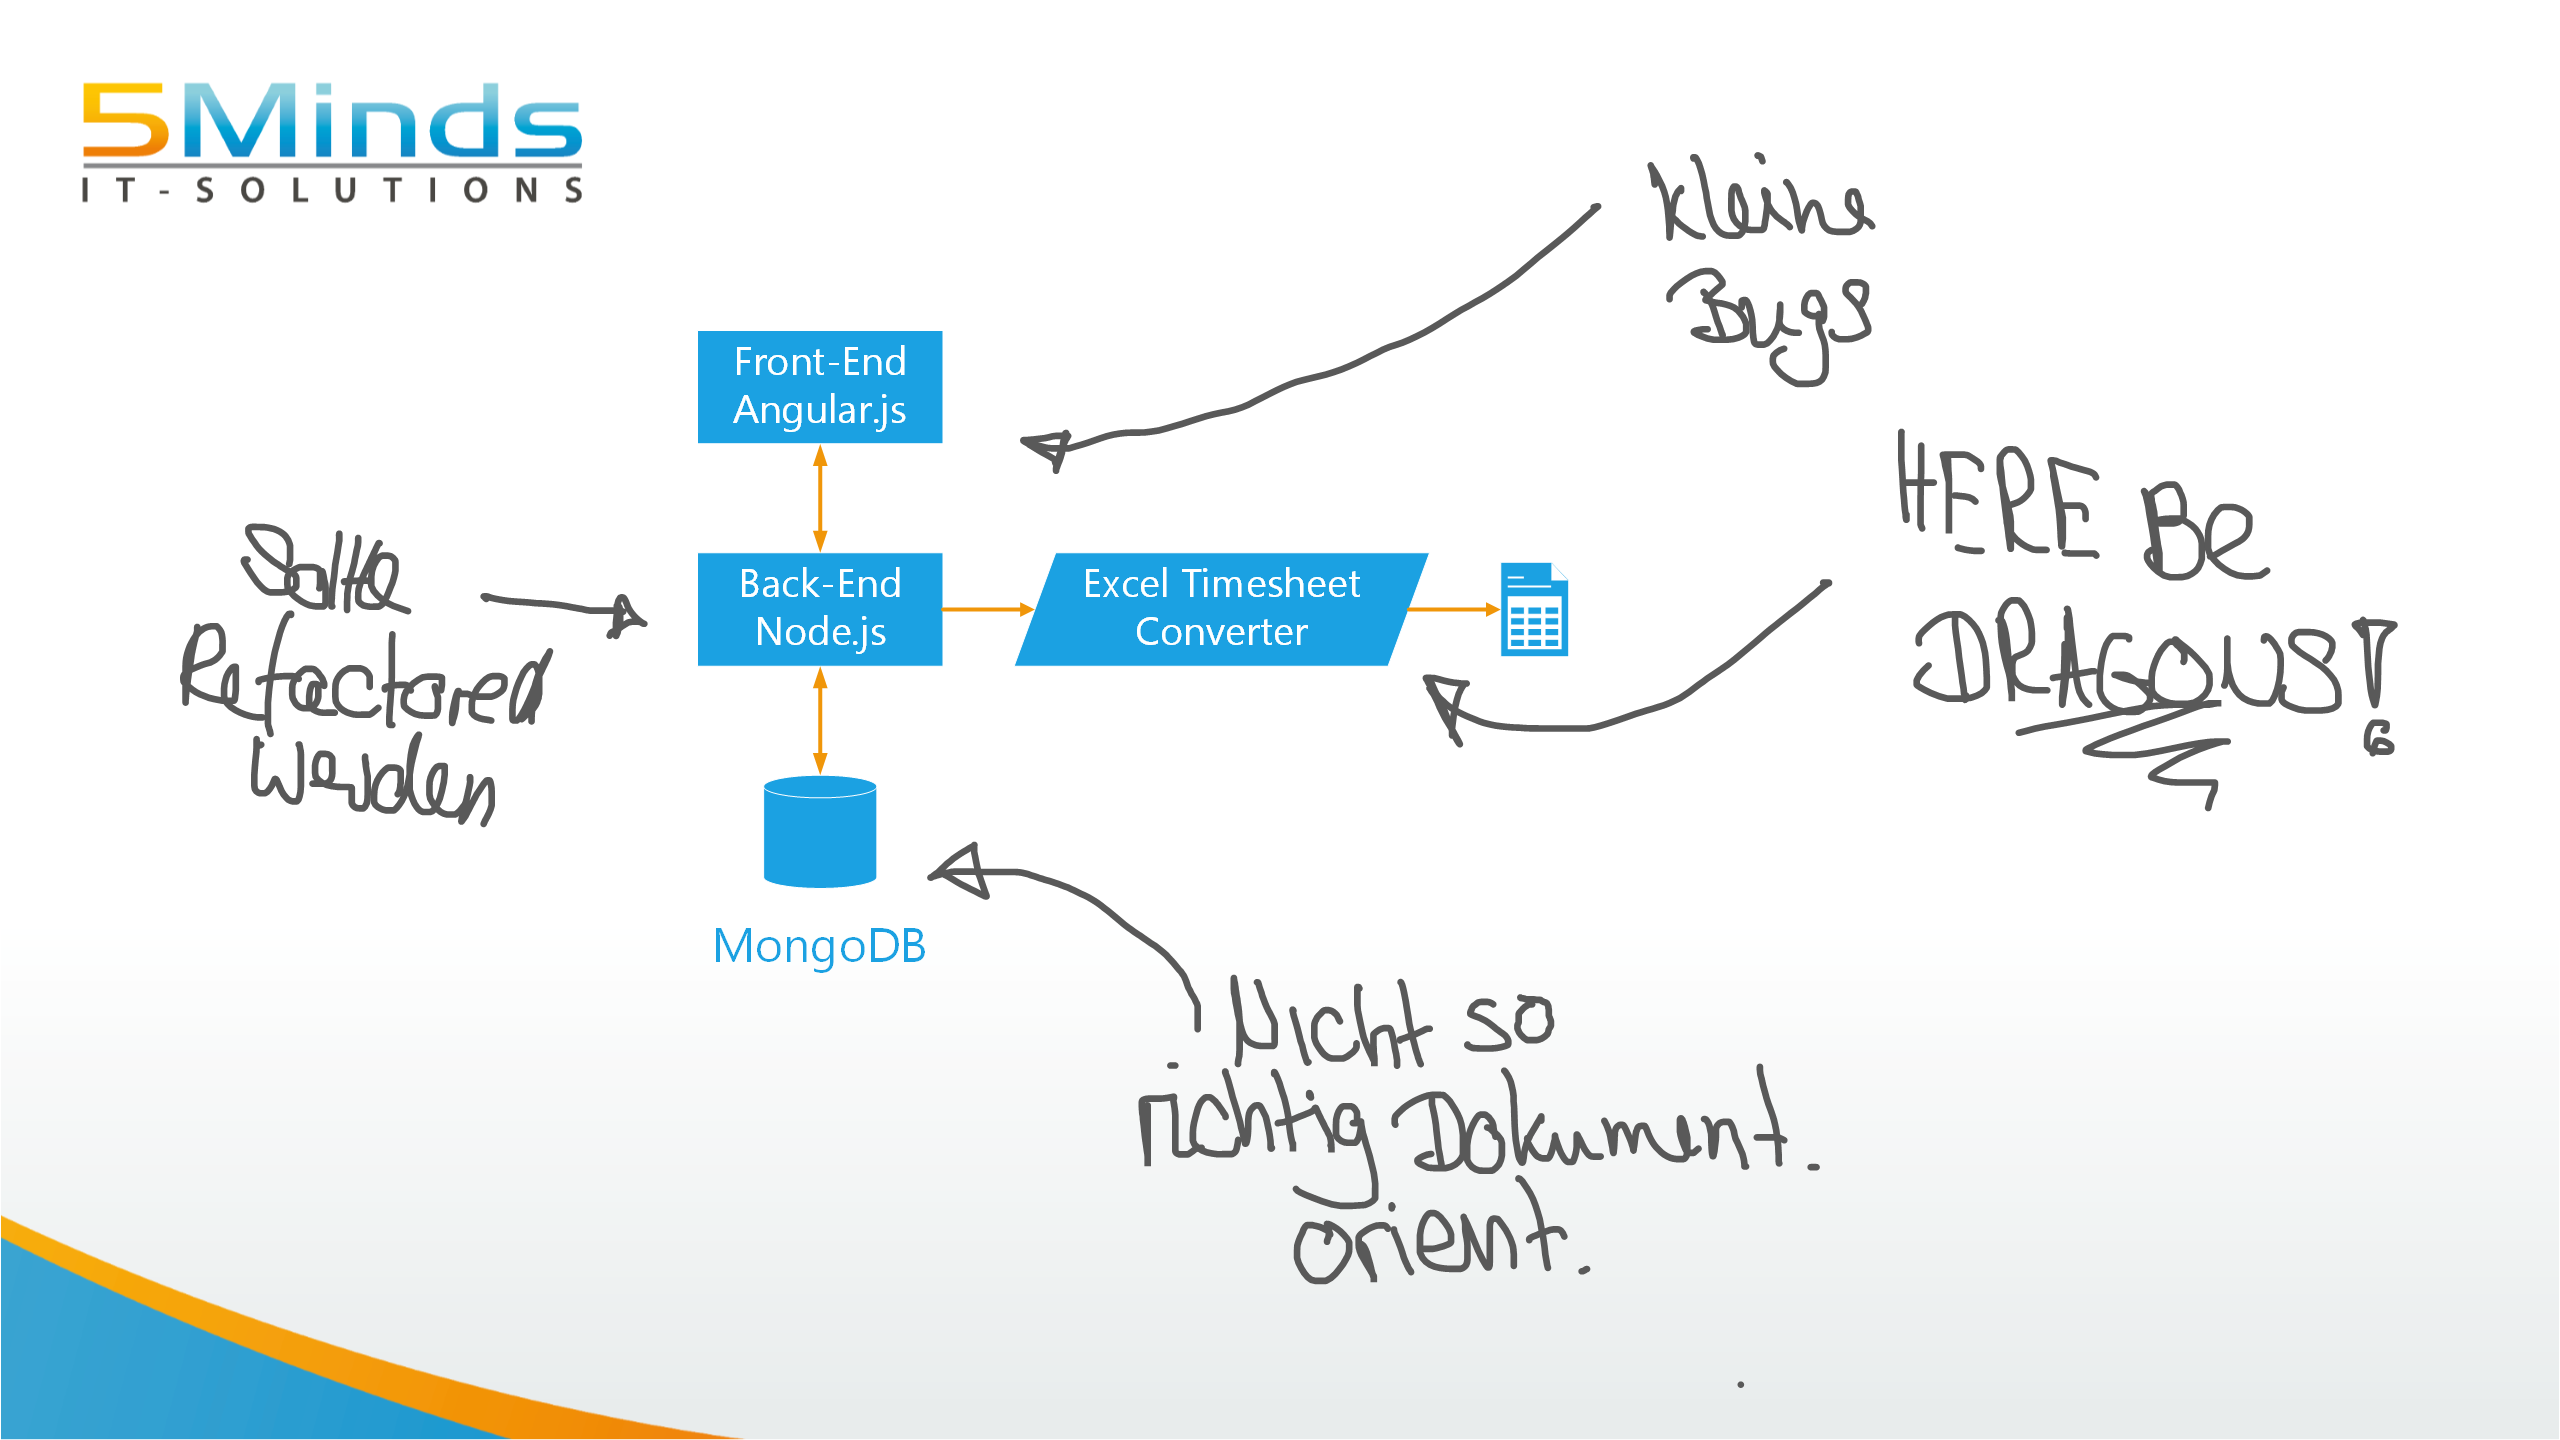 5Minds
IT-SOLUTIONS
Kleine
Bugs
Front-End
Angular.js
HERE Be
DRAGONS!
Sollte
Refactored
werden
Back-End
Node.js
Excel Timesheet
Converter
MongoDB
Nicht so
richtig Dokument.
orient.